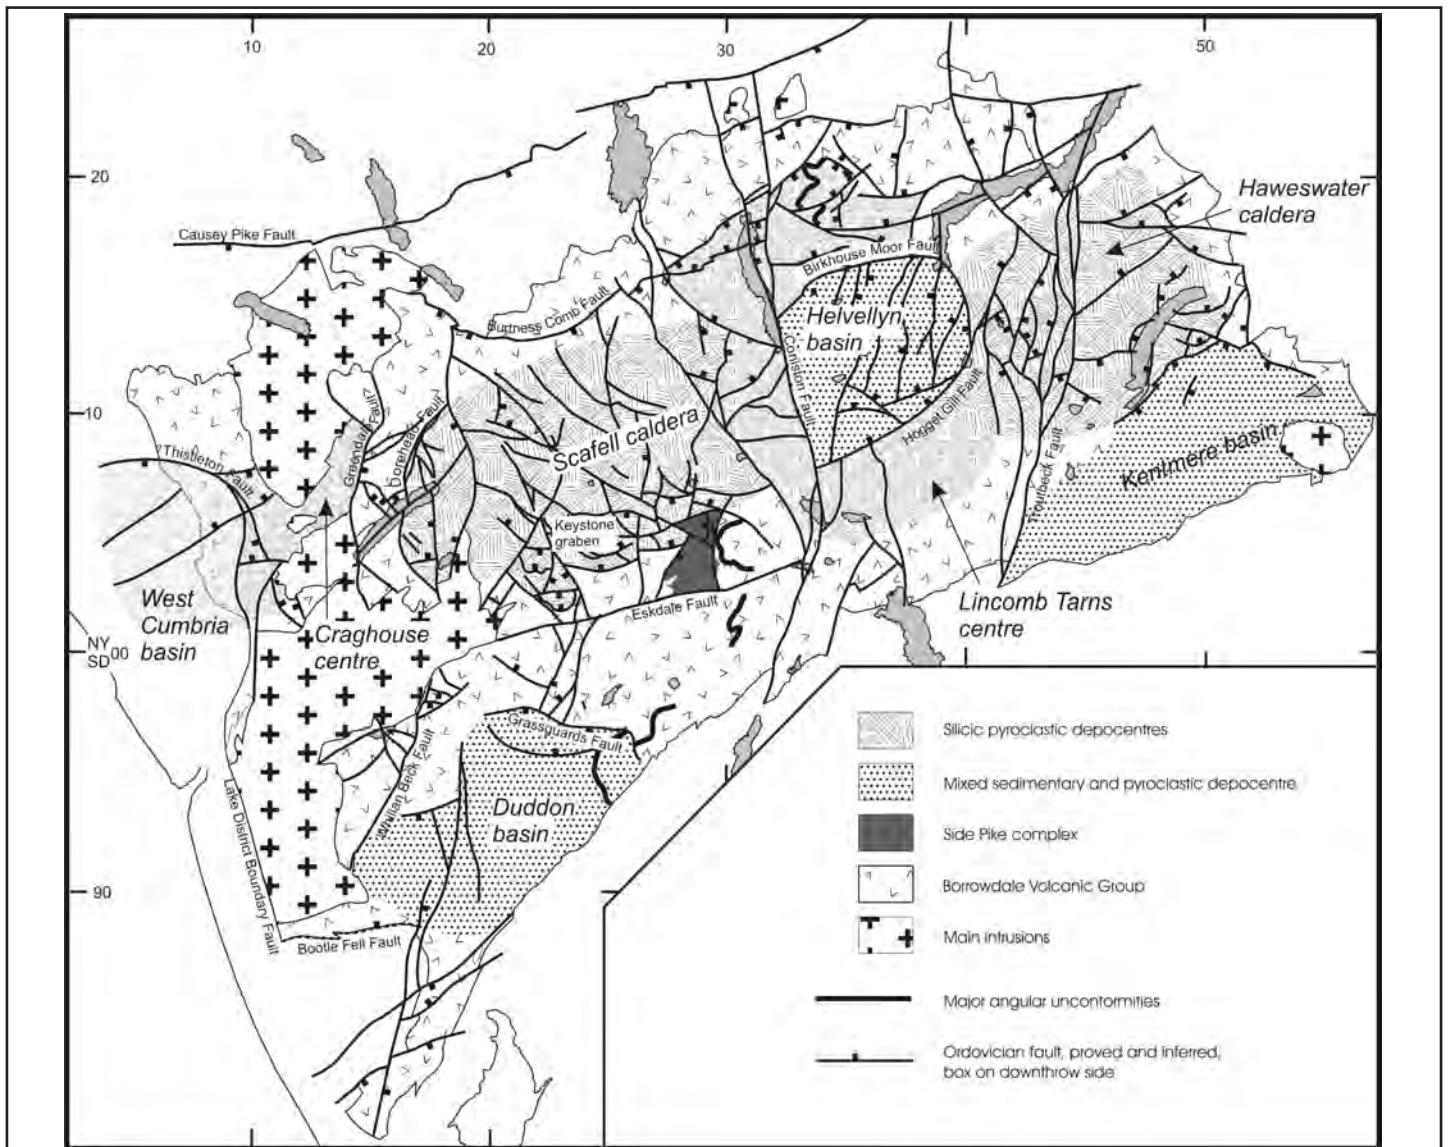 10
20
30
50
20
Haweswater
caldera
Causey Pike Fault
Birkhouse Moor Fault
Burtness Comb Fault
Helvellyn
basin
Coniston Fault
10
Greendale Fault
Dorehead Fault
Scafell caldera
Hogget Gill Fault
Thistleton Fault
Kentmere basin
Troutbeck Fault
Keystone
graben
West
Cumbria
basin
Eskdale Fault
Lincomb Tarns
centre
Craghouse
centre
NY
SD 00
Grassguards Fault
Whillan Beck Fault
Lake District Boundary Fault
Duddon
basin
90
Bootle Fell Fault
Silicic pyroclastic depocentres
Mixed sedimentary and pyroclastic depocentre
Side Pike complex
Borrowdale Volcanic Group
Main intrusions
Major angular unconformities
Ordovician fault, proved and inferred,
box on downthrow side